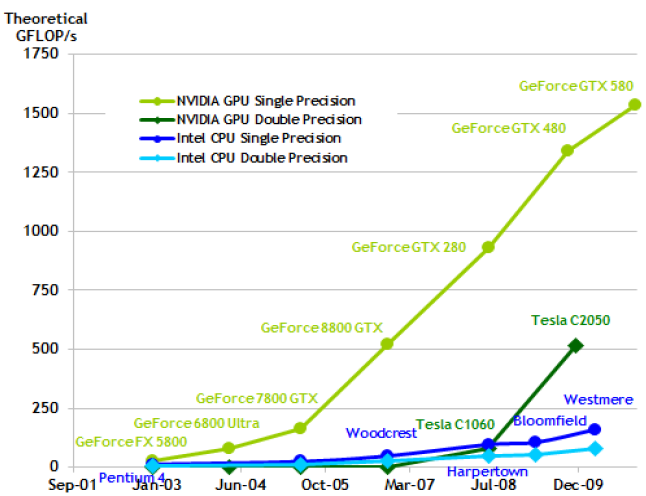 Theoretical
GFLOP/s
1750
1500
1250
1000
750
500
250
0
NVIDIA GPU Single Precision
NVIDIA GPU Double Precision
Intel CPU Single Precision
Intel CPU Double Precision
GeForce GTX 580
GeForce GTX 480
GeForce GTX 280
GeForce 8800 GTX
GeForce 7800 GTX
GeForce 6800 Ultra
GeForce FX 5800
Tesla C2050
Tesla C1060
Westmere
Bloomfield
Woodcrest
Harpertown
Pentium 4
Sep-01 Jan-03 Jun-04 Oct-05 Mar-07 Jul-08 Dec-09